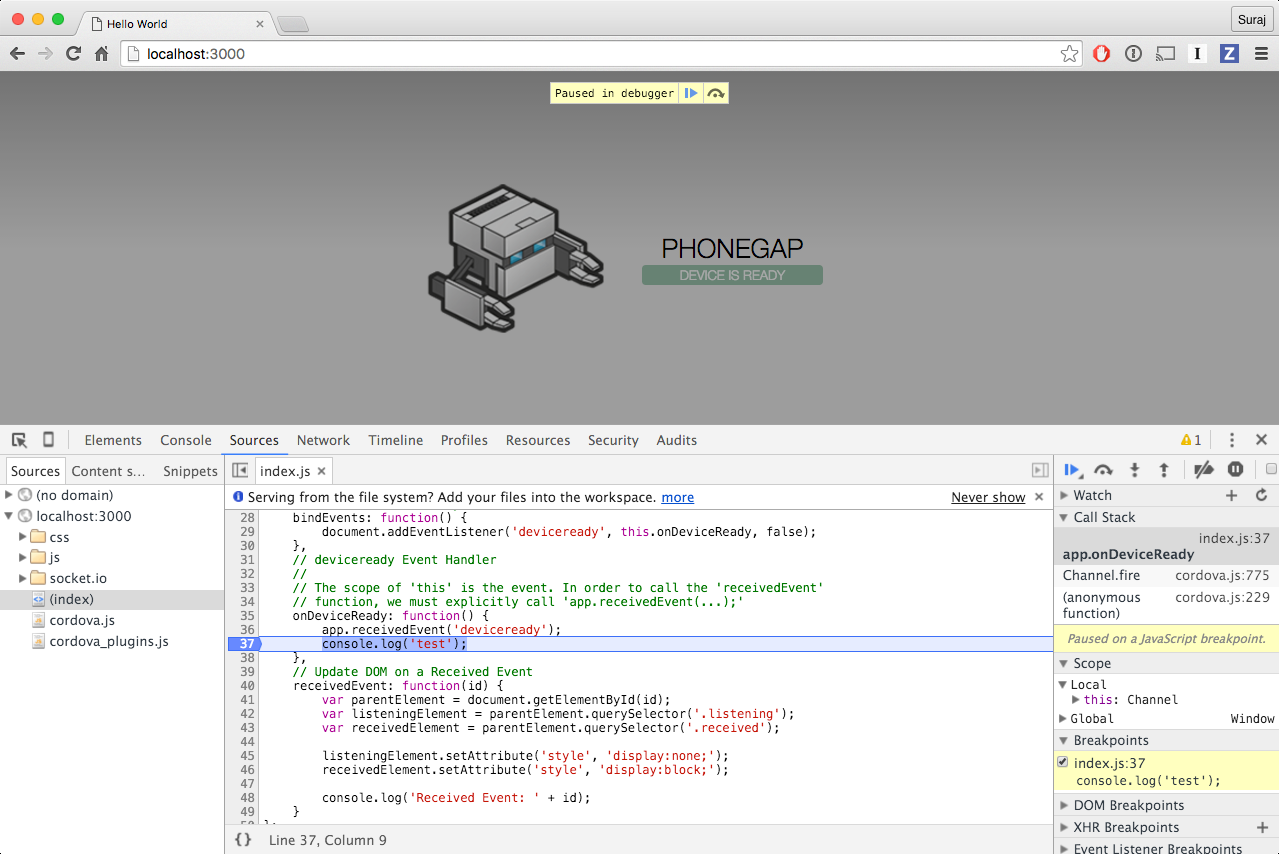 Hello World
Suraj
localhost:3000
I
Z
Paused in debugger
PHONEGAP
DEVICE IS READY
Elements Console Sources Network Timeline Profiles Resources Security Audits
1
Sources Content s... Snippets
index.js
(no domain)
localhost:3000
css
js
socket.io
(index)
cordova.js
cordova_plugins.js
Serving from the file system? Add your files into the workspace. more Never show
28 bindEvents: function() {
29 document.addEventListener('deviceready', this.onDeviceReady, false);
30 },
31 // deviceready Event Handler
32 //
33 // The scope of 'this' is the event. In order to call the 'receivedEvent'
34 // function, we must explicitly call 'app.receivedEvent(...);'
35 onDeviceReady: function() {
36 app.receivedEvent('deviceready');
37 console.log('test');
38 },
39 // Update DOM on a Received Event
40 receivedEvent: function(id) {
41 var parentElement = document.getElementById(id);
42 var listeningElement = parentElement.querySelector('.listening');
43 var receivedElement = parentElement.querySelector('.received');
44
45 listeningElement.setAttribute('style', 'display:none;');
46 receivedElement.setAttribute('style', 'display:block;');
47
48 console.log('Received Event: ' + id);
49 }
{} Line 37, Column 9
Watch
Call Stack
index.js:37
app.onDeviceReady
Channel.fire cordova.js:775
(anonymous cordova.js:229
function)
Paused on a JavaScript breakpoint.
Scope
Local
this: Channel
Global Window
Breakpoints
index.js:37
console.log('test');
DOM Breakpoints
XHR Breakpoints
Event Listener Breakpoints